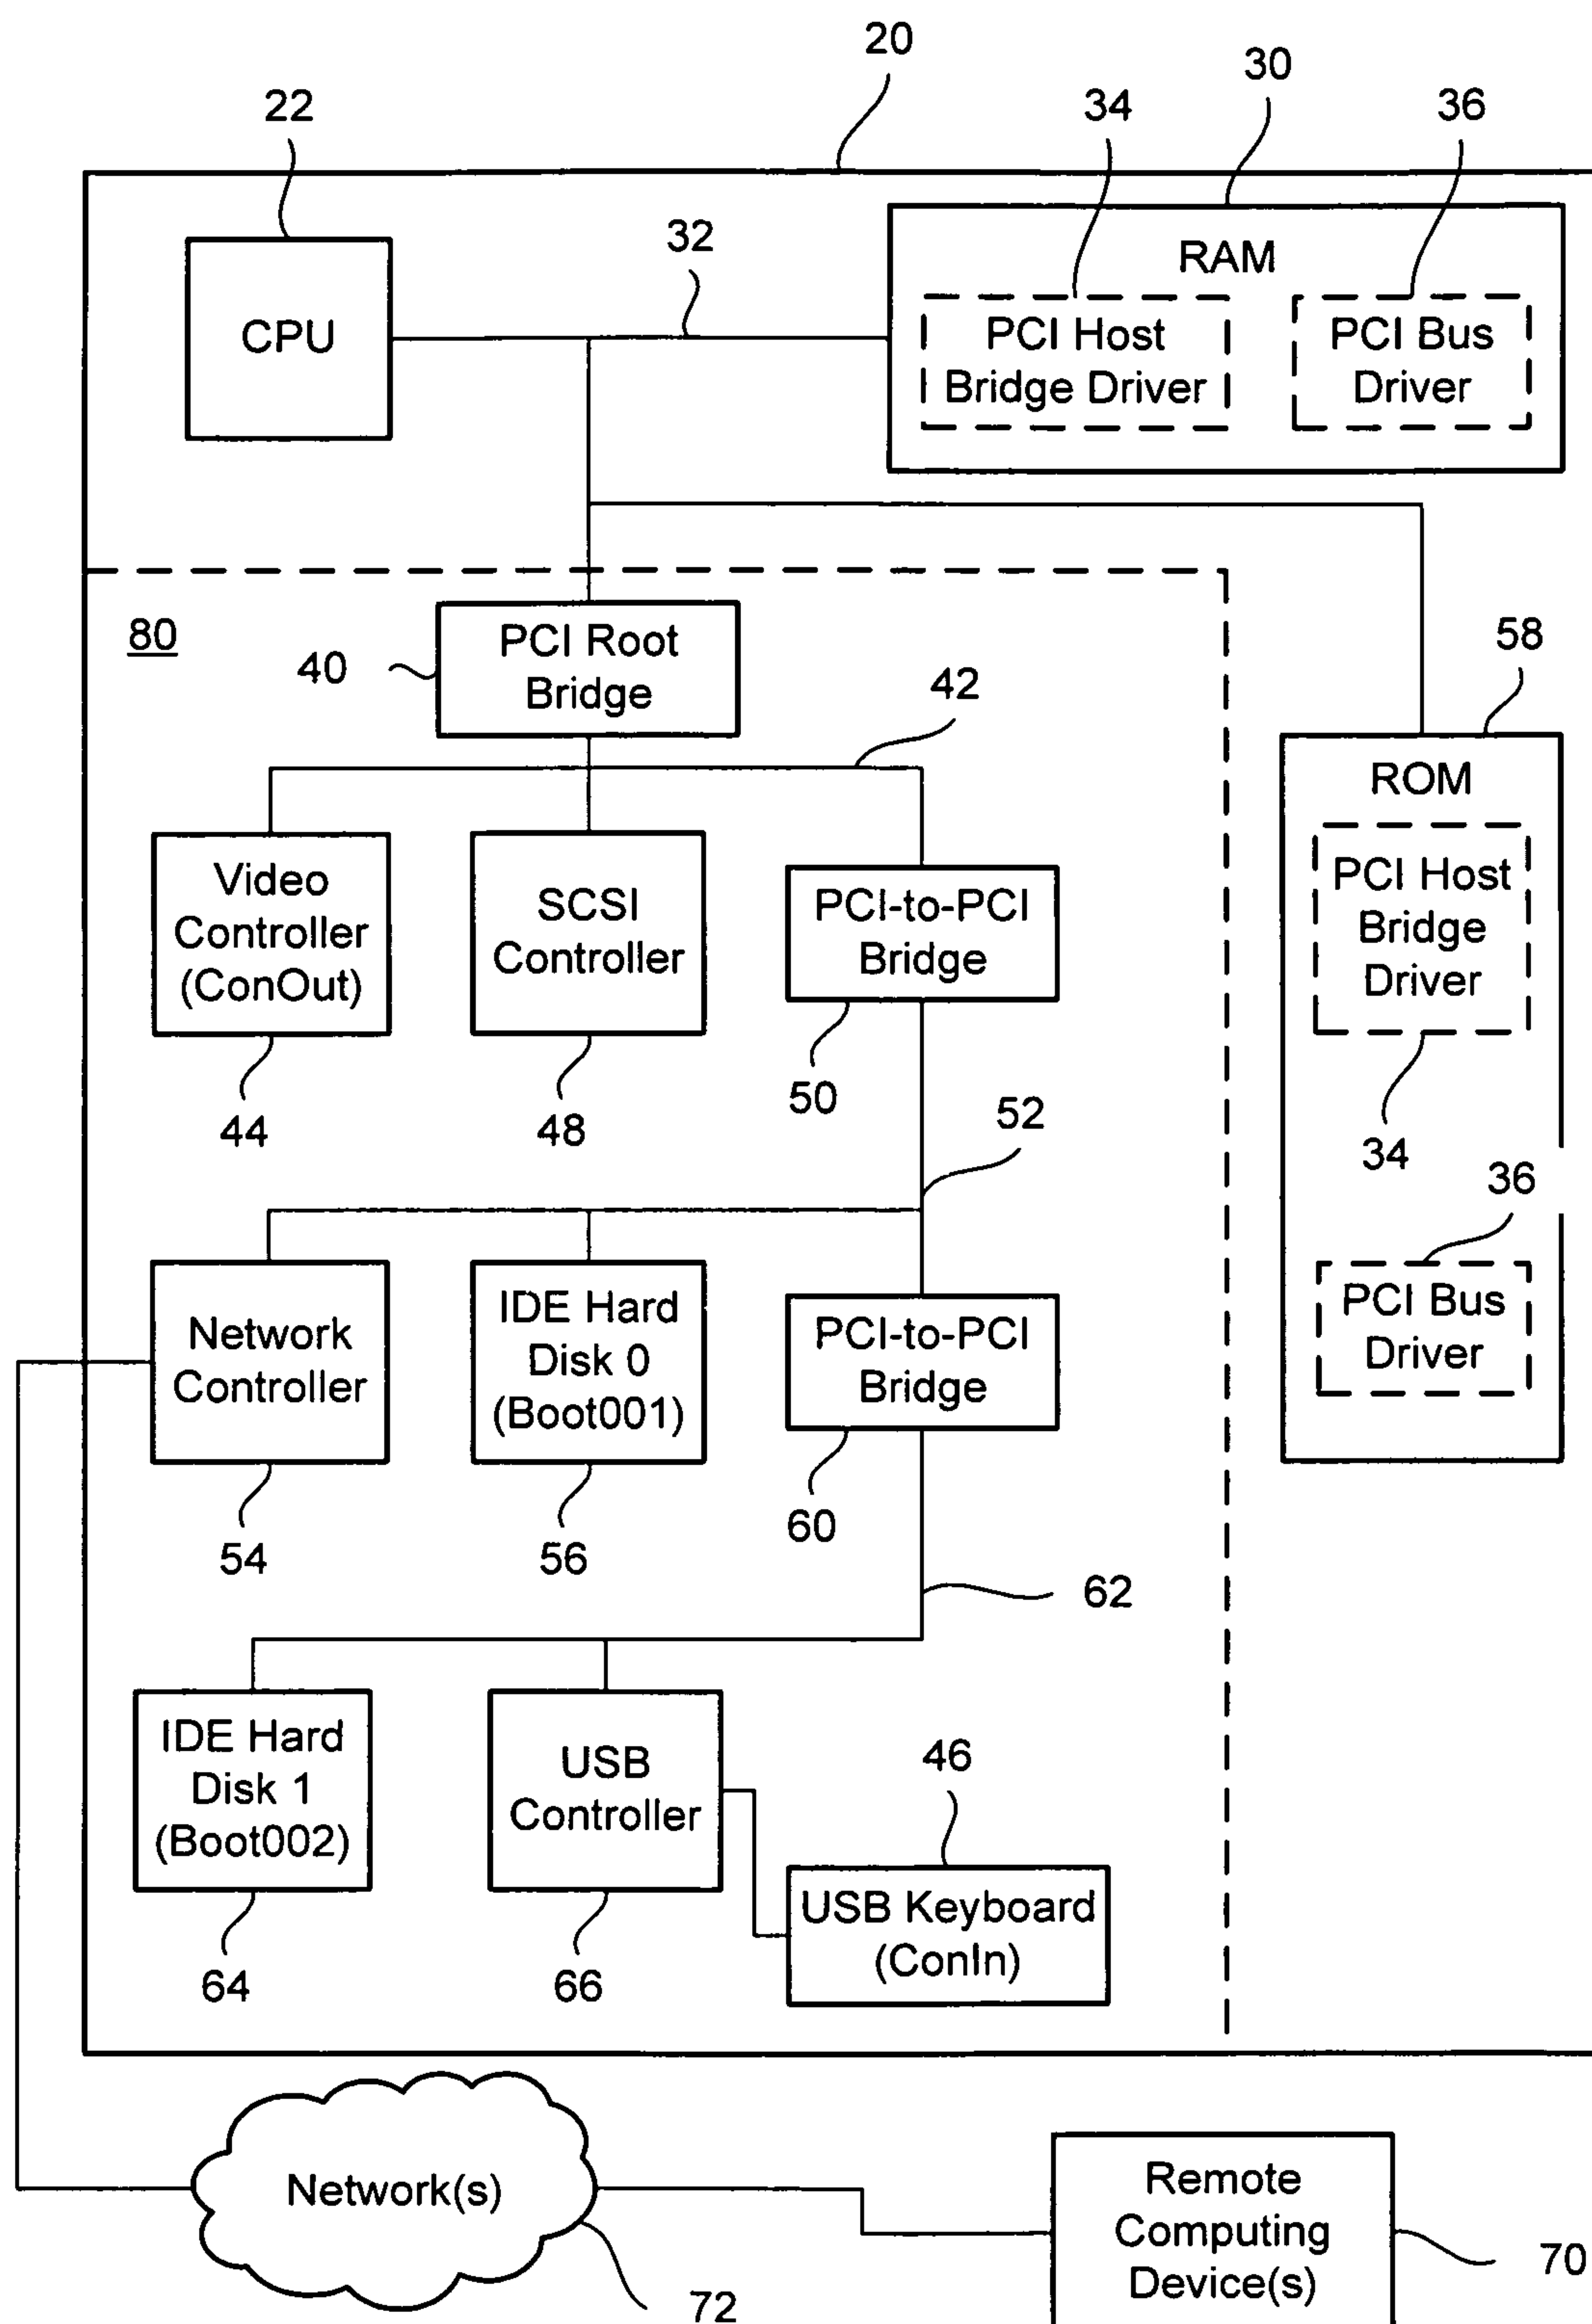 20
30
22
34
36
32
RAM
CPU
PCI Host
Bridge Driver
PCI Bus
Driver
80
PCI Root
Bridge
40
42
58
ROM
Video
Controller
(ConOut)
SCSI
Controller
PCI-to-PCI
Bridge
PCI Host
Bridge
Driver
44
48
50
52
34
36
Network
Controller
IDE Hard
Disk 0
(Boot001)
PCI-to-PCI
Bridge
PCI Bus
Driver
54
56
60
62
IDE Hard
Disk 1
(Boot002)
USB
Controller
46
USB Keyboard
(ConIn)
64
66
Network(s)
Remote
Computing
Device(s)
72
70